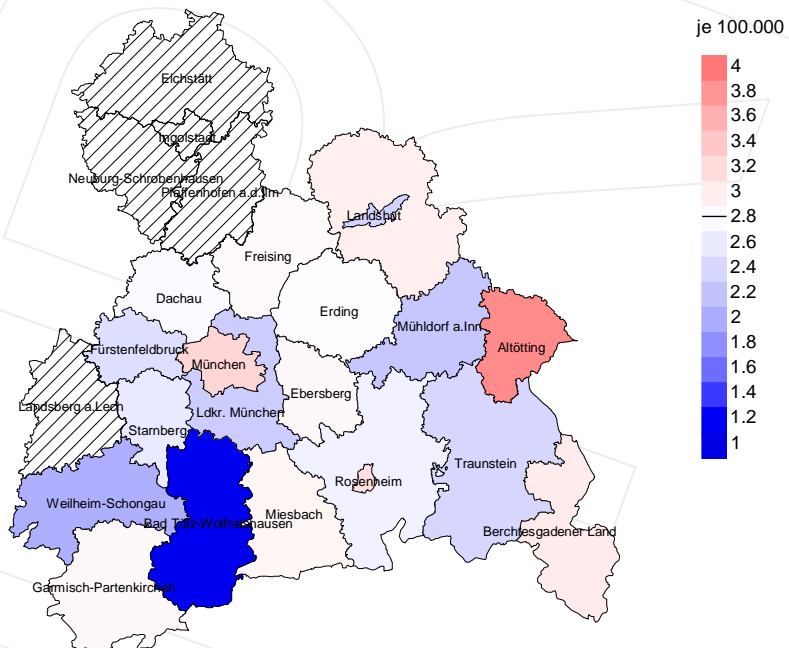 je 100.000
4
3.8
3.6
3.4
3.2
3
2.8
2.6
2.4
2.2
2
1.8
1.6
1.4
1.2
1
Eichstätt
Ingolstadt
Neuburg-Schrobenhausen
Pfaffenhofen a.d.Ilm
Landshut
Freising
Dachau
Erding
Mühldorf a.Inn
Altötting
Fürstenfeldbruck
München
Ebersberg
Landsberg a.Lech
Ldkr. München
Starnberg
Traunstein
Rosenheim
Weilheim-Schongau
Miesbach
Bad Tölz-Wolfratshausen
Berchtesgadener Land
Garmisch-Partenkirchen